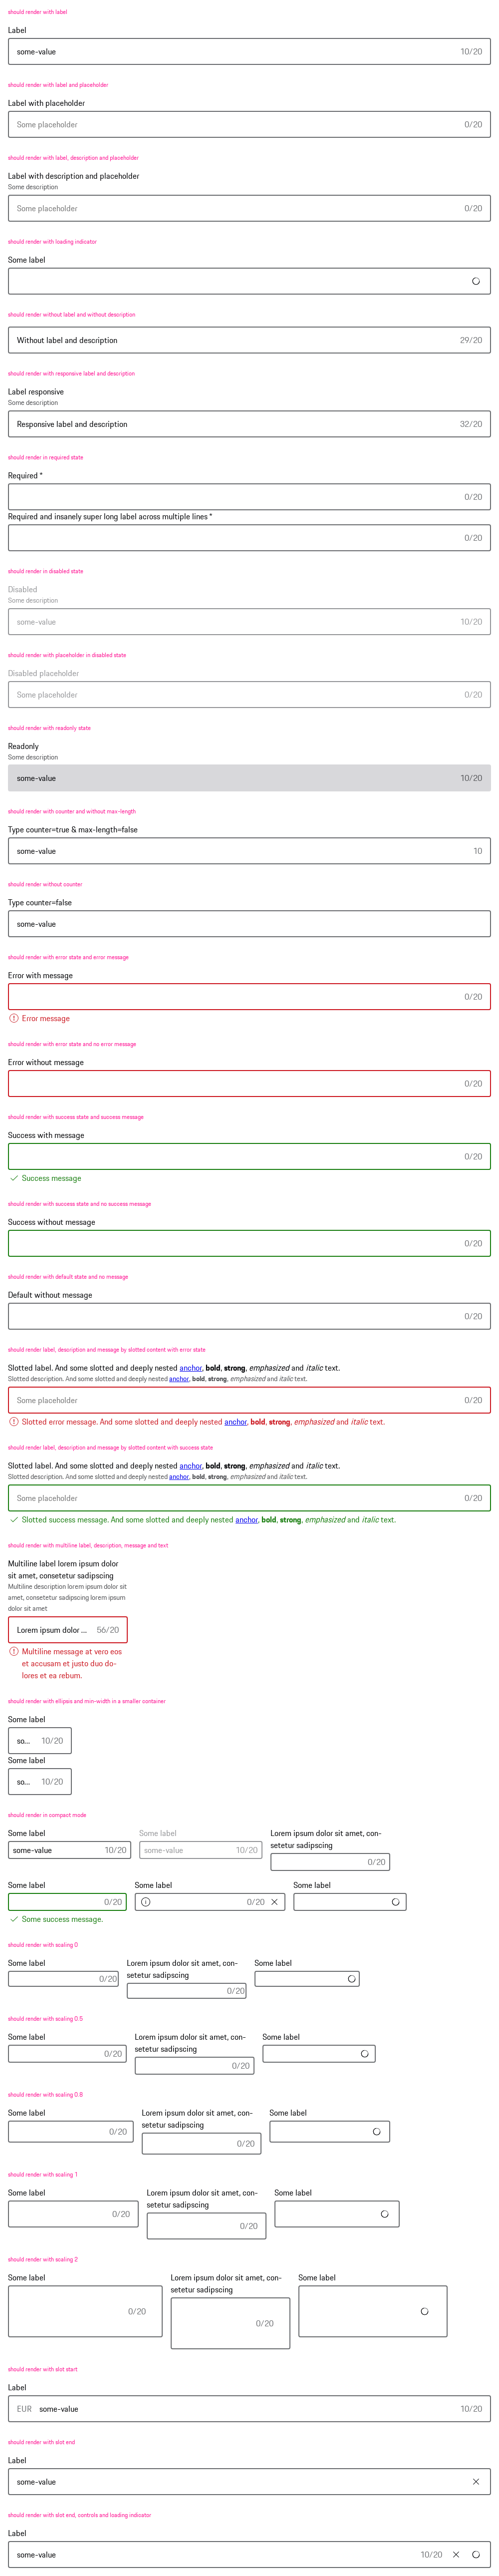 should render with label
Label
some-value 10/20
should render with label and placeholder
Label with placeholder
Some placeholder 0/20
should render with label, description and placeholder
Label with description and placeholder
Some description
Some placeholder 0/20
should render with loading indicator
Some label
should render without label and without description
Without label and description 29/20
should render with responsive label and description
Label responsive
Some description
Responsive label and description 32/20
should render in required state
Required *
0/20
Required and insanely super long label across multiple lines *
0/20
should render in disabled state
Disabled
Some description
some-value 10/20
should render with placeholder in disabled state
Disabled placeholder
Some placeholder 0/20
should render with readonly state
Readonly
Some description
some-value 10/20
should render with counter and without max-length
Type counter=true & max-length=false
some-value 10
should render without counter
Type counter=false
some-value
should render with error state and error message
Error with message
0/20
Error message
should render with error state and no error message
Error without message
0/20
should render with success state and success message
Success with message
0/20
Success message
should render with success state and no success message
Success without message
0/20
should render with default state and no message
Default without message
0/20
should render label, description and message by slotted content with error state
Slotted label. And some slotted and deeply nested anchor, bold, strong, emphasized and italic text.
Slotted description. And some slotted and deeply nested anchor, bold, strong, emphasized and italic text.
Some placeholder 0/20
Slotted error message. And some slotted and deeply nested anchor, bold, strong, emphasized and italic text.
should render label, description and message by slotted content with success state
Slotted label. And some slotted and deeply nested anchor, bold, strong, emphasized and italic text.
Slotted description. And some slotted and deeply nested anchor, bold, strong, emphasized and italic text.
Some placeholder 0/20
Slotted success message. And some slotted and deeply nested anchor, bold, strong, emphasized and italic text.
should render with multiline label, description, message and text
Multiline label lorem ipsum dolor
sit amet, consetetur sadipscing
Multiline description lorem ipsum dolor sit
amet, consetetur sadipscing lorem ipsum
dolor sit amet
Lorem ipsum dolor ... 56/20
Multiline message at vero eos
et accusam et justo duo do-
lores et ea rebum.
should render with ellipsis and min-width in a smaller container
Some label
so... 10/20
Some label
so... 10/20
should render in compact mode
Some label Some label Lorem ipsum dolor sit amet, con-
setetur sadipscing
some-value 10/20 some-value 10/20
0/20
Some label Some label Some label
0/20 0/20
Some success message.
should render with scaling 0
Some label Lorem ipsum dolor sit amet, con- Some label
setetur sadipscing
0/20
0/20
should render with scaling 0.5
Some label Lorem ipsum dolor sit amet, con- Some label
setetur sadipscing
0/20
0/20
should render with scaling 0.8
Some label Lorem ipsum dolor sit amet, con- Some label
setetur sadipscing
0/20
0/20
should render with scaling 1
Some label Lorem ipsum dolor sit amet, con- Some label
setetur sadipscing
0/20
0/20
should render with scaling 2
Some label Lorem ipsum dolor sit amet, con- Some label
setetur sadipscing
0/20
0/20
should render with slot start
Label
EUR some-value 10/20
should render with slot end
Label
some-value
should render with slot end, controls and loading indicator
Label
some-value 10/20